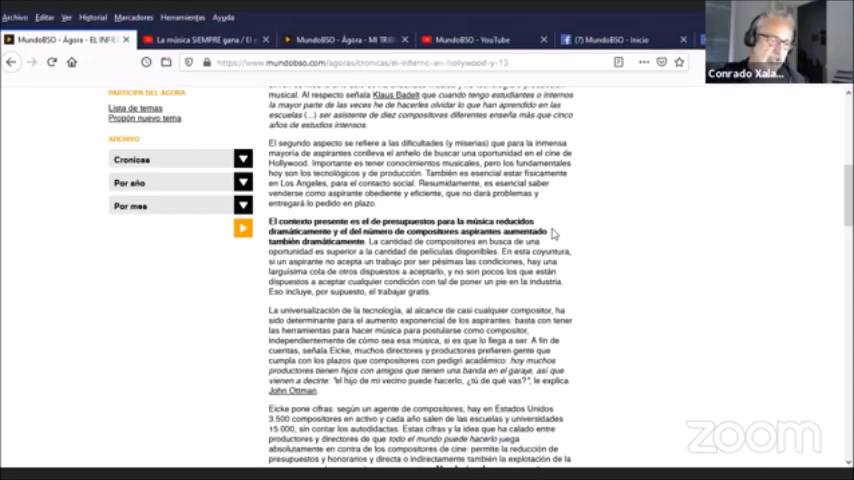 Archivo Editar Ver Historial Marcadores Herramientas Ayuda
MundoBSO - Ágora - EL INFIE
La música SIEMPRE gana / El e
MundoBSO - Ágora - MI TRIB
MundoBSO - YouTube
(7) MundoBSO - Inicio
https://www.mundobso.com/agoras/cronicas/el-infierno-en-hollywood-y-13
Conrado Xala...
PARTICIPA DEL ÁGORA
Lista de temas
Propón nuevo tema
ARCHIVO
Cronicas
Por año
Por mes
musical. Al respecto señala Klaus Badelt que cuando tengo estudiantes o internos
la mayor parte de las veces he de hacerles olvidar lo que han aprendido en las
escuelas (...) ser asistente de diez compositores diferentes enseña más que cinco
años de estudios intensos.
El segundo aspecto se refiere a las dificultades (y miserias) que para la inmensa
mayoría de aspirantes conlleva el anhelo de buscar una oportunidad en el cine de
Hollywood. Importante es tener conocimientos musicales, pero los fundamentales
hoy son los tecnológicos y de producción. También es esencial estar físicamente
en Los Angeles, para el contacto social. Resumidamente, es esencial saber
venderse como aspirante obediente y eficiente, que no dará problemas y
entregará lo pedido en plazo.
El contexto presente es el de presupuestos para la música reducidos
dramáticamente y el del número de compositores aspirantes aumentado
también dramáticamente. La cantidad de compositores en busca de una
oportunidad es superior a la cantidad de películas disponibles. En esta coyuntura,
si un aspirante no acepta un trabajo por ser pésimas las condiciones, hay una
larguísima cola de otros dispuestos a aceptarlo, y no son pocos los que están
dispuestos a aceptar cualquier condición con tal de poner un pie en la industria.
Eso incluye, por supuesto, el trabajar gratis.
La universalización de la tecnología, al alcance de casi cualquier compositor, ha
sido determinante para el aumento exponencial de los aspirantes: basta con tener
las herramientas para hacer música para postularse como compositor,
independientemente de cómo sea esa música, si es que lo llega a ser. A fin de
cuentas, señala Eicke, muchos directores y productores prefieren gente que
cumpla con los plazos que compositores con pedigrí académico: hoy muchos
productores tienen hijos con amigos que tienen una banda en el garaje, así que
vienen a decirte: "el hijo de mi vecino puede hacerlo, ¿tú de qué vas?", le explica
John Ottman.
Eicke pone cifras: según un agente de compositores, hay en Estados Unidos
3.500 compositores en activo y cada año salen de las escuelas y universidades
15.000, sin contar los autodidactas. Estas cifras y la idea que ha calado entre
productores y directores de que todo el mundo puede hacerlo juega
absolutamente en contra de los compositores de cine: permite la reducción de
presupuestos y honorarios y directa o indirectamente también la explotación de la
zoom